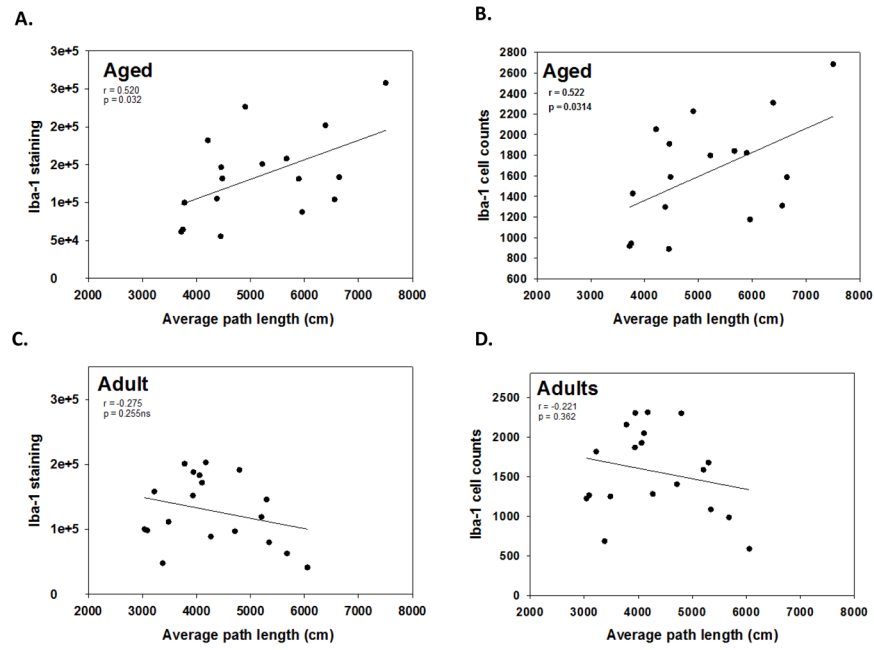 A.
Aged
r = 0.520
p = 0.032
3e+5
3e+5
2e+5
2e+5
1e+5
5e+4
0
Iba-1 staining
2000 3000 4000 5000 6000 7000 8000
Average path length (cm)
B.
Aged
r = 0.522
p = 0.0314
2800
2600
2400
2200
2000
1800
1600
1400
1200
1000
800
600
Iba-1 cell counts
2000 3000 4000 5000 6000 7000 8000
Average path length (cm)
C.
Adult
r = -0.275
p = 0.255ns
3e+5
2e+5
1e+5
0
Iba-1 staining
2000 3000 4000 5000 6000 7000 8000
Average path length (cm)
D.
Adults
r = -0.221
p = 0.362
2500
2000
1500
1000
500
0
Iba-1 cell counts
2000 3000 4000 5000 6000 7000 8000
Average path length (cm)